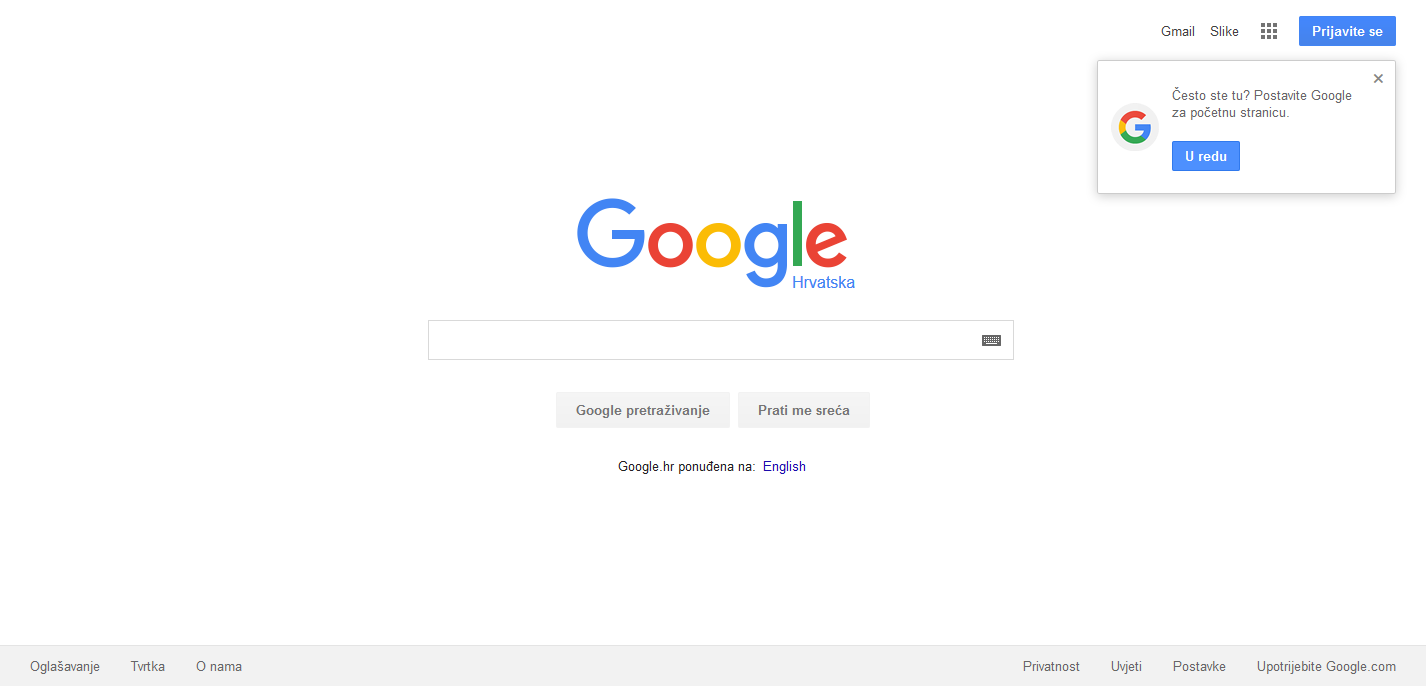 Gmail Slike Prijavite se
Često ste tu? Postavite Google
za početnu stranicu.
U redu
Google
Hrvatska
Google pretraživanje Prati me sreća
Google.hr ponuđena na: English
Oglašavanje Tvrtka O nama Privatnost Uvjeti Postavke Upotrijebite Google.com